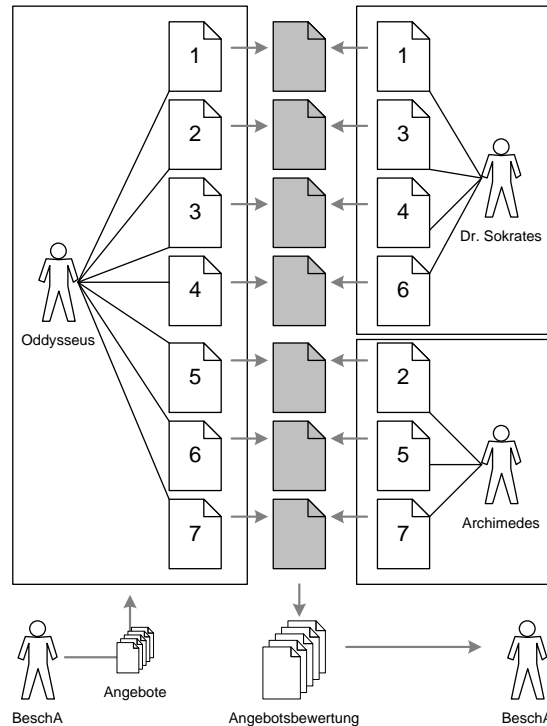 1
1
2
3
3
4
Dr. Sokrates
4
6
Oddysseus
5
2
6
5
7
7
Archimedes
Angebote
BeschA
Angebotsbewertung
BeschA